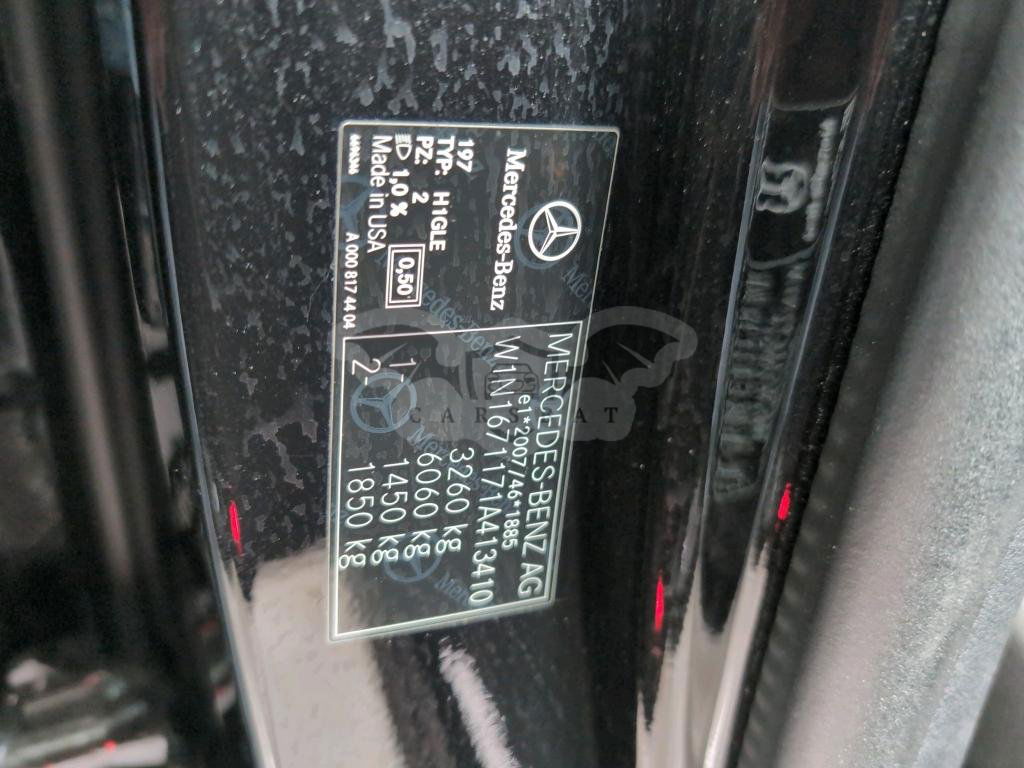 Mercedes-Benz
197
TYP: H1GLE
PZ: 2
1,0 %
0,50
Made in USA
A 000 817 44 04
MERCEDES-BENZ AG
e1*2007/46*1885
W1N1671171A413410
3260 kg
6060 kg
1- 1450 kg
2- 1850 kg
CARS